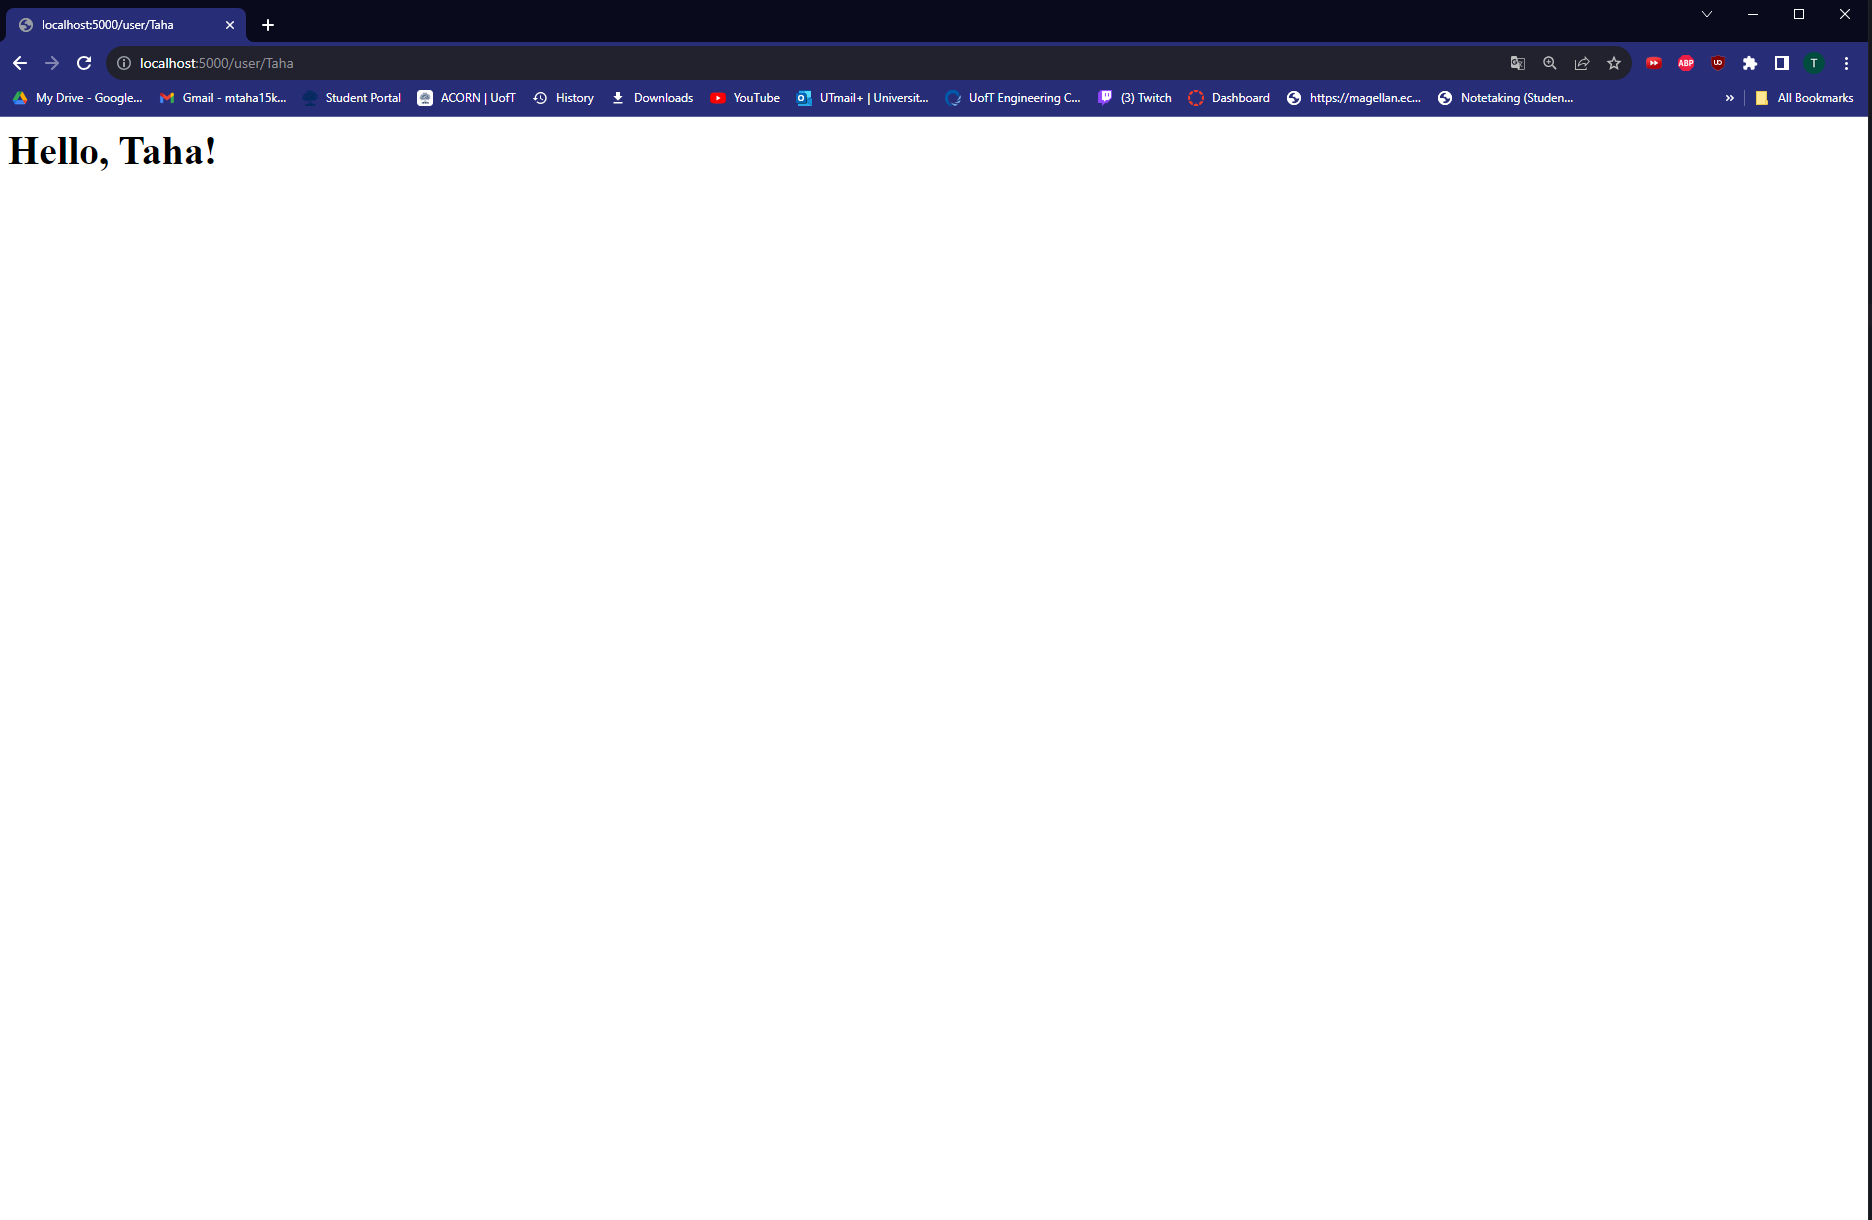 localhost:5000/user/Taha
localhost:5000/user/Taha
ABP
UD
T
My Drive - Google... Gmail - mtaha15k... Student Portal ACORN | UofT History Downloads YouTube UTmail+ | Universit... UofT Engineering C... (3) Twitch Dashboard https://magellan.ec... Notetaking (Studen... » All Bookmarks
Hello, Taha!